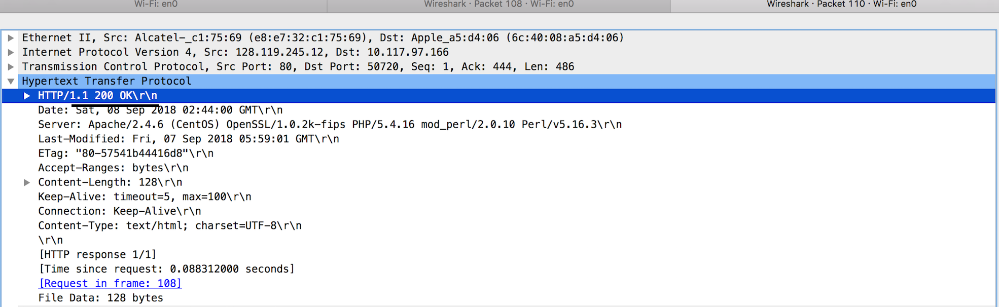 Wi-Fi: en0
Wireshark · Packet 108 · Wi-Fi: en0
Wireshark · Packet 110 · Wi-Fi: en0
Ethernet II, Src: Alcatel-_c1:75:69 (e8:e7:32:c1:75:69), Dst: Apple_a5:d4:06 (6c:40:08:a5:d4:06)
Internet Protocol Version 4, Src: 128.119.245.12, Dst: 10.117.97.166
Transmission Control Protocol, Src Port: 80, Dst Port: 50720, Seq: 1, Ack: 444, Len: 486
Hypertext Transfer Protocol
HTTP/1.1 200 OK\r\n
Date: Sat, 08 Sep 2018 02:44:00 GMT\r\n
Server: Apache/2.4.6 (CentOS) OpenSSL/1.0.2k-fips PHP/5.4.16 mod_perl/2.0.10 Perl/v5.16.3\r\n
Last-Modified: Fri, 07 Sep 2018 05:59:01 GMT\r\n
ETag: "80-57541b44416d8"\r\n
Accept-Ranges: bytes\r\n
Content-Length: 128\r\n
Keep-Alive: timeout=5, max=100\r\n
Connection: Keep-Alive\r\n
Content-Type: text/html; charset=UTF-8\r\n
\r\n
[HTTP response 1/1]
[Time since request: 0.088312000 seconds]
[Request in frame: 108]
File Data: 128 bytes